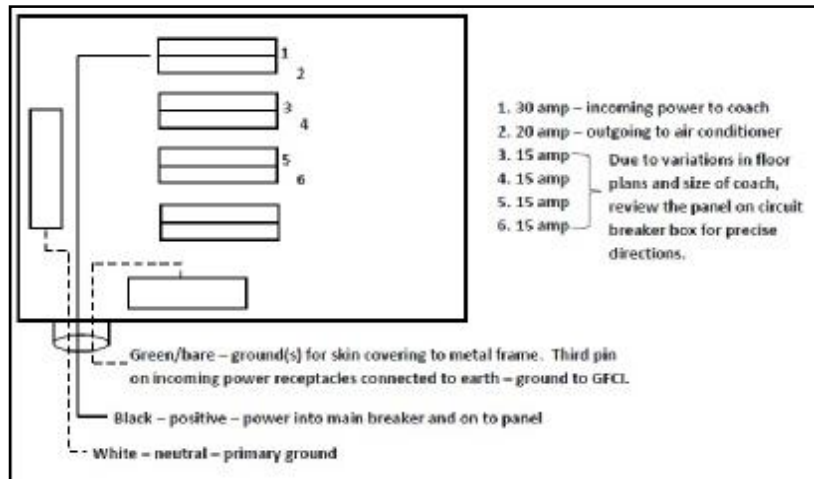 1
2
3
4
5
6
1. 30 amp – incoming power to coach
2. 20 amp – outgoing to air conditioner
3. 15 amp
4. 15 amp
5. 15 amp
6. 15 amp
Due to variations in floor
plans and size of coach,
review the panel on circuit
breaker box for precise
directions.
Green/bare – ground(s) for skin covering to metal frame. Third pin
on incoming power receptacles connected to earth – ground to GFCI.
Black – positive – power into main breaker and on to panel
White – neutral – primary ground